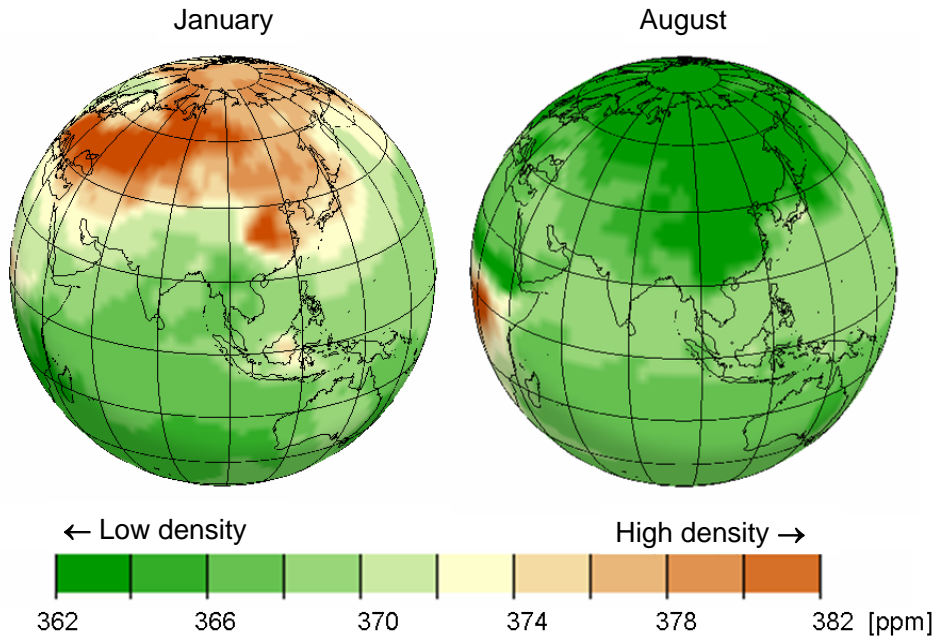 January August
← Low density High density →
362 366 370 374 378 382 [ppm]